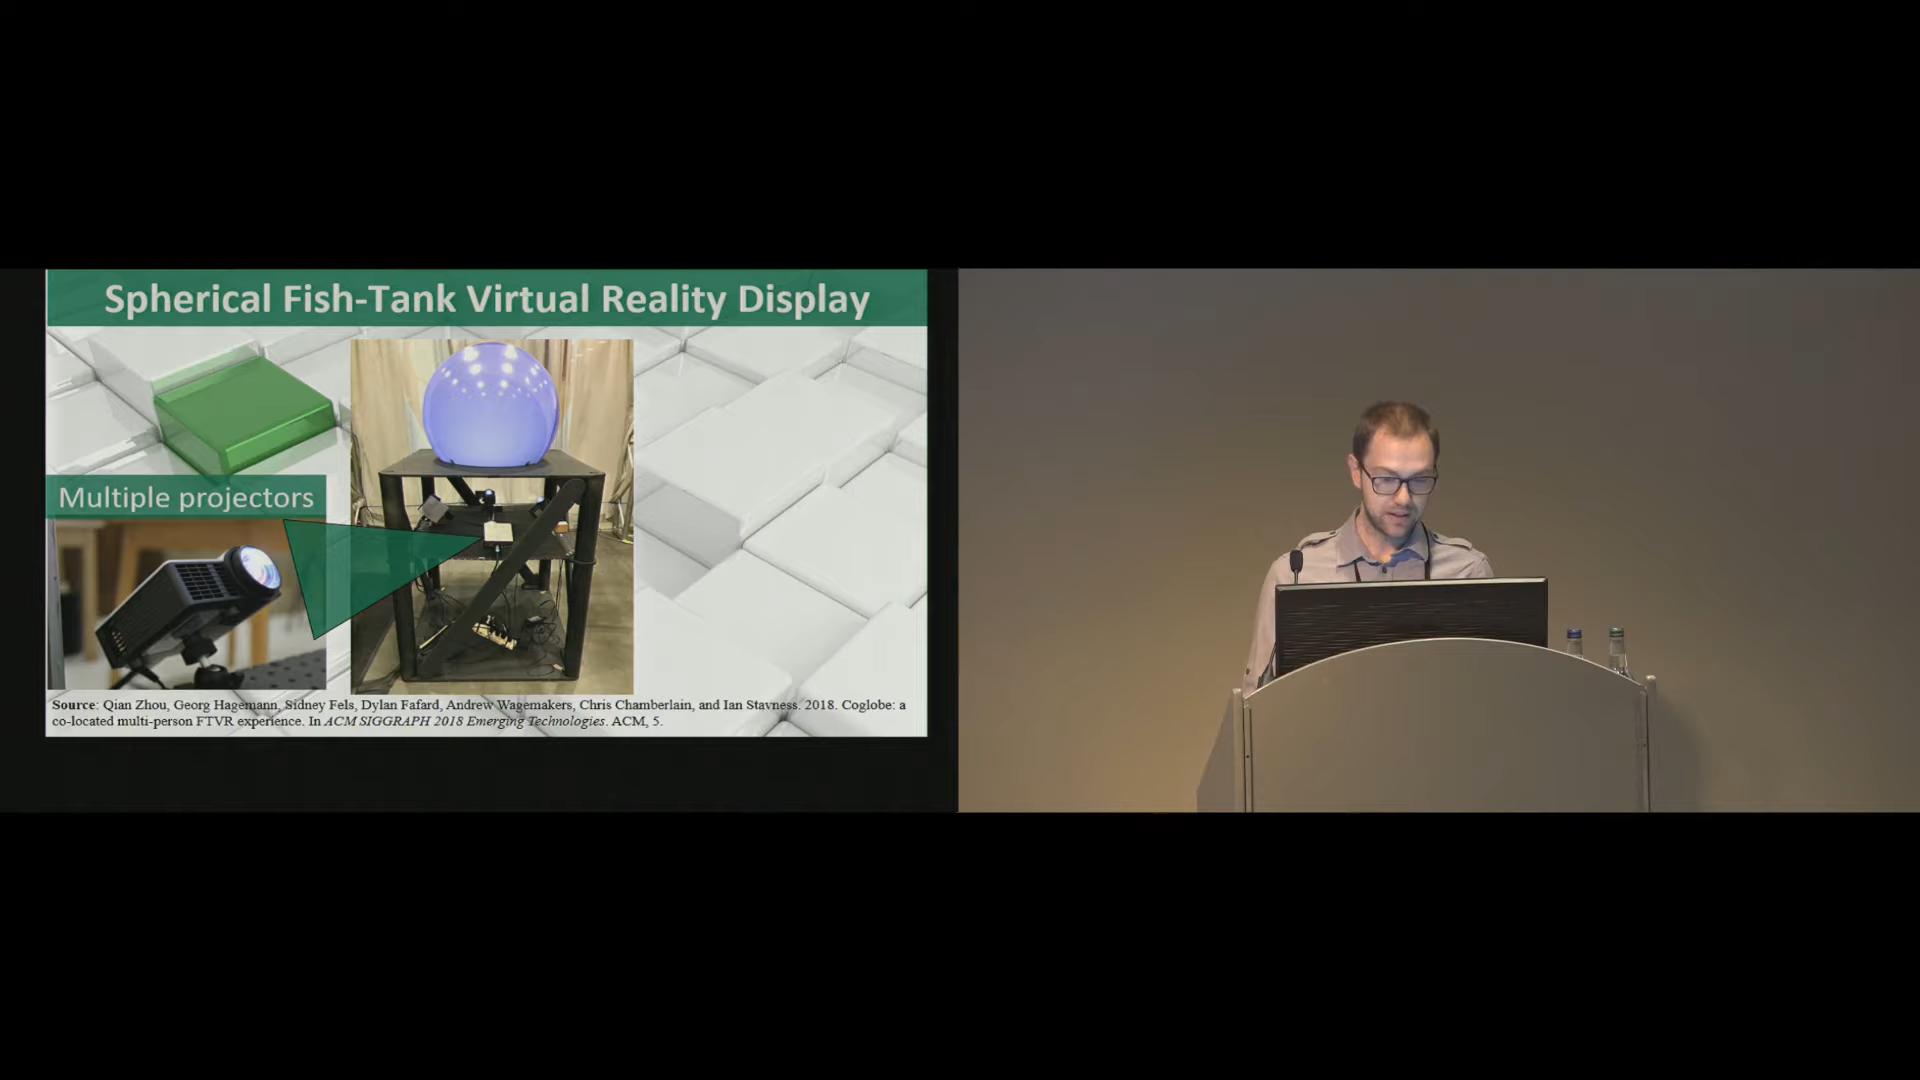 Spherical Fish-Tank Virtual Reality Display
Multiple projectors
Source: Qian Zhou, Georg Hagemann, Sidney Fels, Dylan Fafard, Andrew Wagemakers, Chris Chamberlain, and Ian Stavness. 2018. Coglobe: a
co-located multi-person FTVR experience. In ACM SIGGRAPH 2018 Emerging Technologies. ACM, 5.